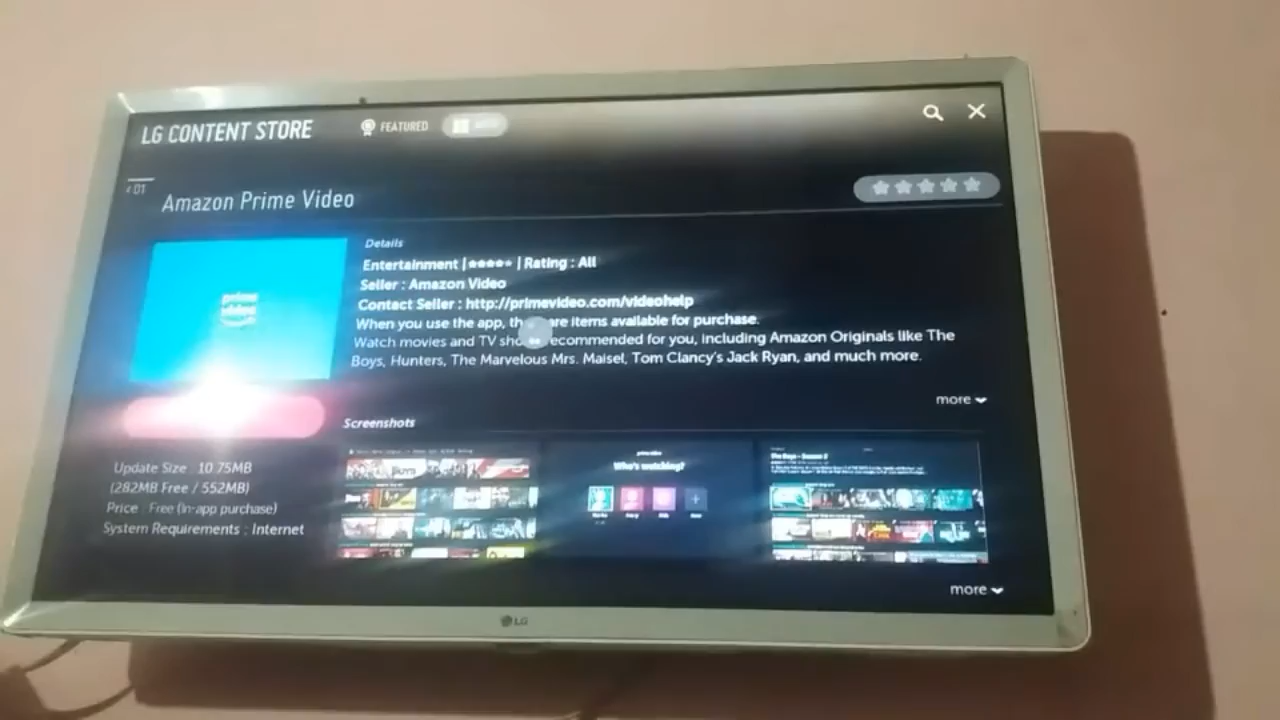 LG CONTENT STORE
FEATURED
Amazon Prime Video
prime
video
Details
Entertainment | | Rating : All
Seller : Amazon Video
Contact Seller : http://primevideo.com/videohelp
When you use the app, are items available for purchase.
Watch movies and TV recommended for you, including Amazon Originals like The
Boys, Hunters, The Marvelous Mrs. Maisel, Tom Clancy's Jack Ryan, and much more.
more
Screenshots
Update Size : 10.75MB
(282MB Free / 552MB)
Price : Free (in-app purchase)
System Requirements : Internet
Who's watching?
more
LG